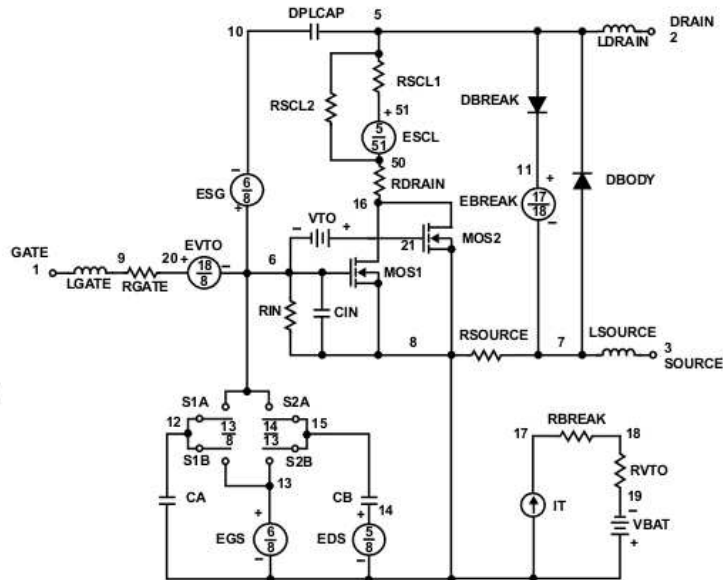 DPLCAP 5 DRAIN
10 LDRAIN 2
RSCL1
RSCL2 + 51 DBREAK
5
51
ESCL
50
11 +
RDRAIN DBODY
- 6
8
+
ESG
16 EBREAK 17
18
-
- VTO +
MOS2
21
GATE
1 9 20 + EVTO
18
8
- 6
LGATE RGATE MOS1
RIN CIN
8 RSOURCE 7 LSOURCE 3
SOURCE
S1A S2A
12 13
8
14
13
15
S1B S2B
13
RBREAK
17 18
RVTO
CA CB
+ + 14
IT 19
-
VBAT
+
EGS 6
8
EDS 5
8
- -